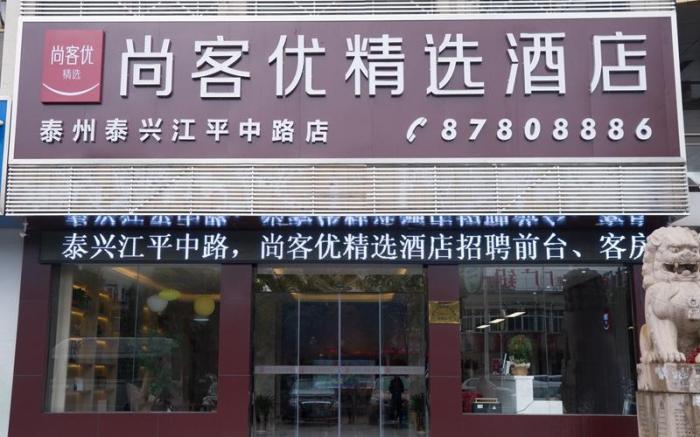 尚客优
精选
尚客优精选酒店
泰州泰兴江平中路店 87808886
泰兴江平中路，尚客优精选酒店招聘前台、客房